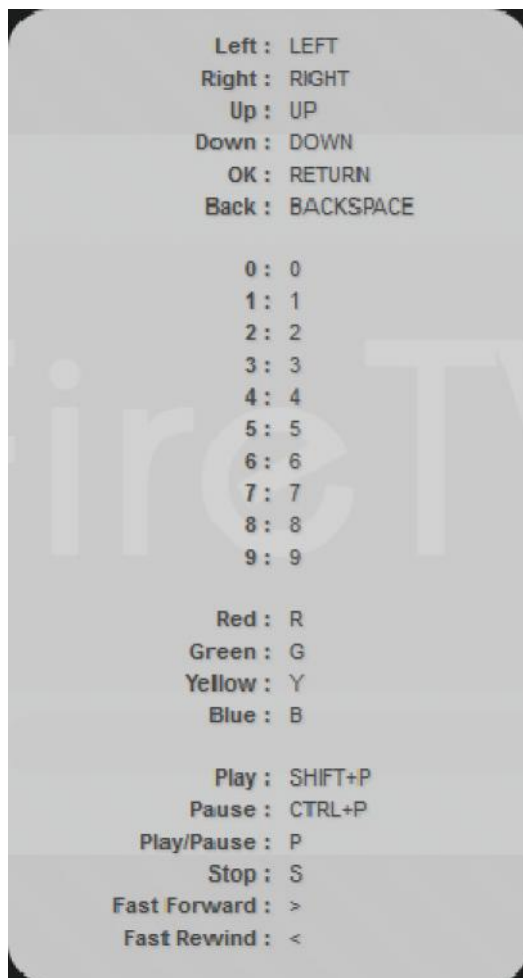 Left : LEFT
Right : RIGHT
Up : UP
Down : DOWN
OK : RETURN
Back : BACKSPACE
0 : 0
1 : 1
2 : 2
3 : 3
4 : 4
5 : 5
6 : 6
7 : 7
8 : 8
9 : 9
Red : R
Green : G
Yellow : Y
Blue : B
Play : SHIFT+P
Pause : CTRL+P
Play/Pause : P
Stop : S
Fast Forward : >
Fast Rewind : <
FireTV